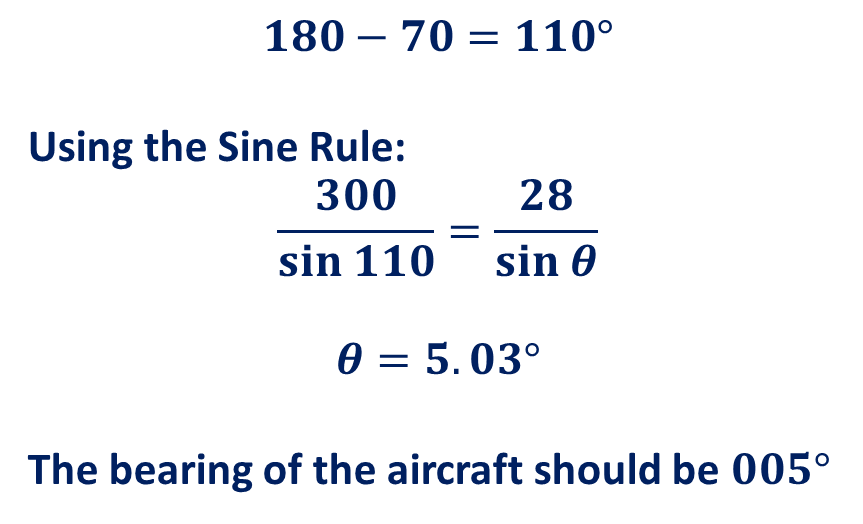 180 − 70 = 110°
Using the Sine Rule:
300/sin 110 = 28/sin θ
θ = 5.03°
The bearing of the aircraft should be 005°